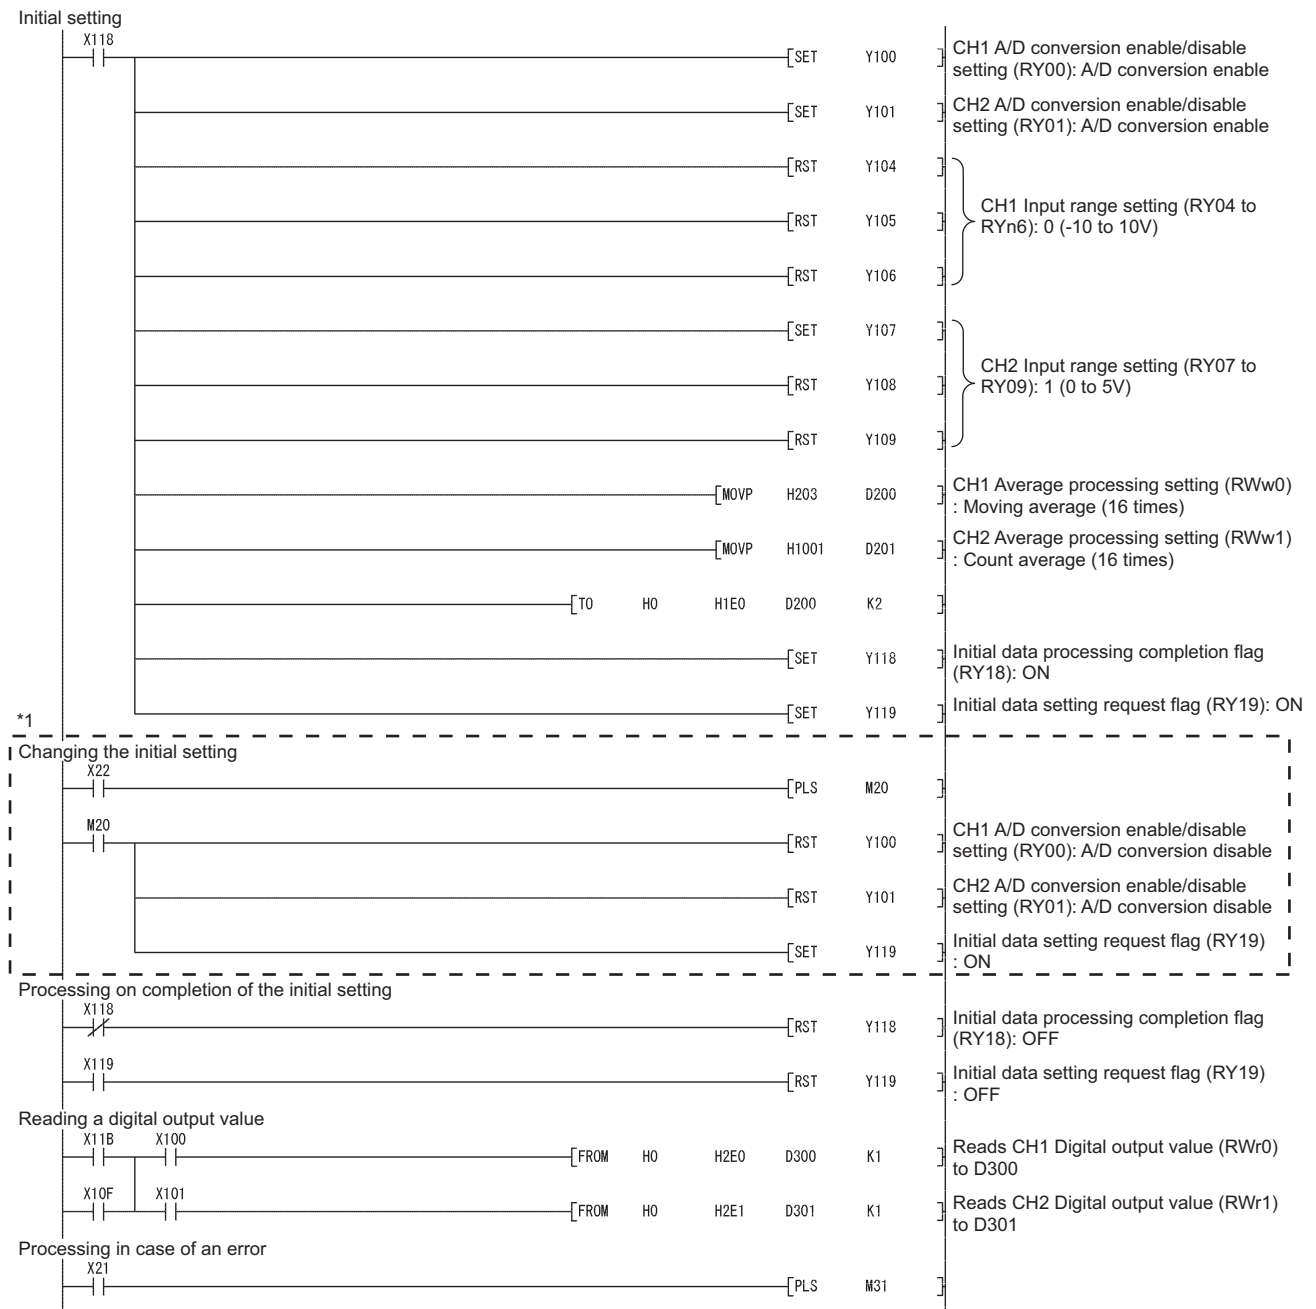 Initial setting
X118
SET Y100
CH1 A/D conversion enable/disable
setting (RY00): A/D conversion enable
SET Y101
CH2 A/D conversion enable/disable
setting (RY01): A/D conversion enable
RST Y104
RST Y105
CH1 Input range setting (RY04 to
RYn6): 0 (-10 to 10V)
RST Y106
SET Y107
RST Y108
CH2 Input range setting (RY07 to
RY09): 1 (0 to 5V)
RST Y109
MOVP H203 D200
CH1 Average processing setting (RWw0)
: Moving average (16 times)
MOVP H1001 D201
CH2 Average processing setting (RWw1)
: Count average (16 times)
TO H0 H1E0 D200 K2
SET Y118
Initial data processing completion flag
(RY18): ON
SET Y119
Initial data setting request flag (RY19): ON
*1
Changing the initial setting
X22
PLS M20
M20
RST Y100
CH1 A/D conversion enable/disable
setting (RY00): A/D conversion disable
RST Y101
CH2 A/D conversion enable/disable
setting (RY01): A/D conversion disable
SET Y119
Initial data setting request flag (RY19)
: ON
Processing on completion of the initial setting
X118
RST Y118
Initial data processing completion flag
(RY18): OFF
X119
RST Y119
Initial data setting request flag (RY19)
: OFF
Reading a digital output value
X11B X100
FROM H0 H2E0 D300 K1
Reads CH1 Digital output value (RWr0)
to D300
X10F X101
FROM H0 H2E1 D301 K1
Reads CH2 Digital output value (RWr1)
to D301
Processing in case of an error
X21
PLS M31